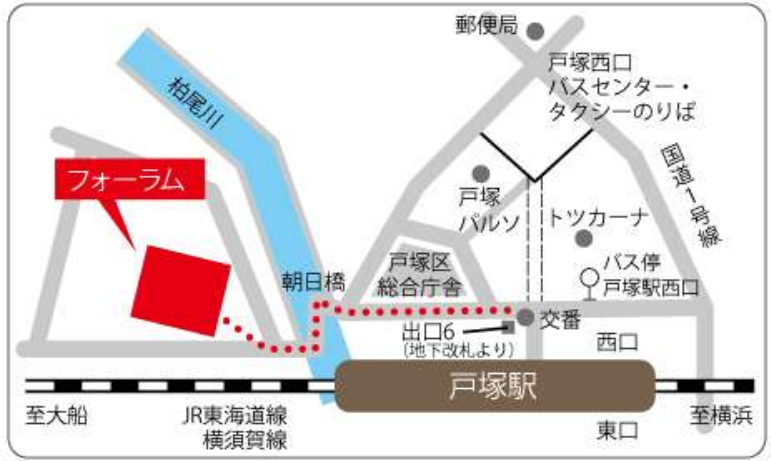 郵便局
戸塚西口
バスセンター・
タクシーのりば
柏尾川
国道1号線
フォーラム
戸塚
パルソ
トツカーナ
戸塚区
総合庁舎
バス停
戸塚駅西口
朝日橋
交番
出口6
(地下改札より)
西口
戸塚駅
至大船
JR東海道線
横須賀線
東口
至横浜